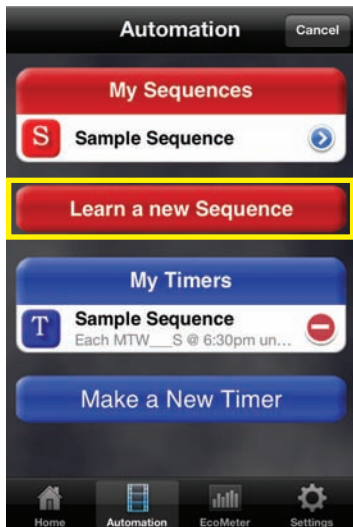 Automation
Cancel
My Sequences
S
Sample Sequence
Learn a new Sequence
My Timers
T
Sample Sequence
Each MTW___S @ 6:30pm un...
Make a New Timer
Home
Automation
EcoMeter
Settings